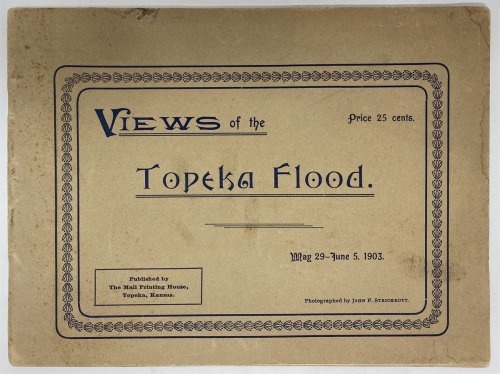 Views of the
Price 25 cents.
Topeka Flood.
May 29-June 5, 1903.
Published by
The Mail Printing House,
Topeka, Kansas.
Photographed by John P. Strickrott.